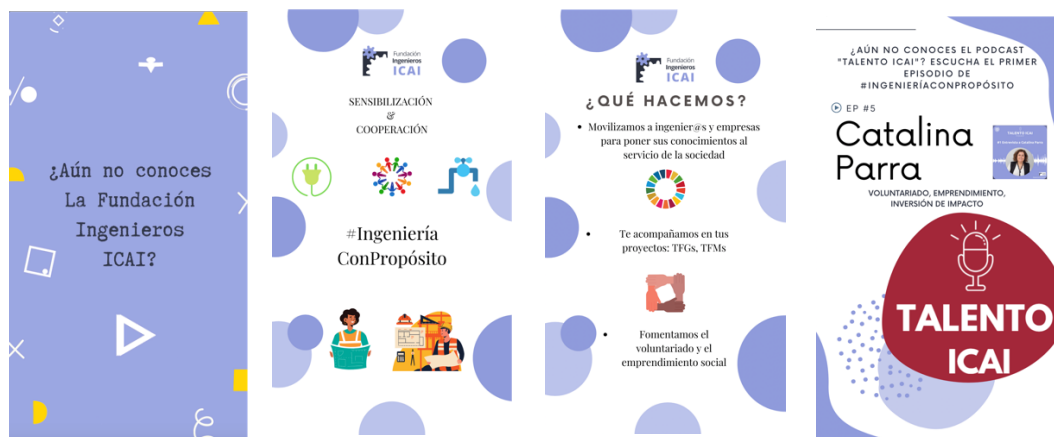 ¿Aún no conoces
La Fundación
Ingenieros
ICAI?
Fundación
Ingenieros
ICAI
SENSIBILIZACIÓN
&
COOPERACIÓN
#Ingeniería
ConPropósito
Fundación
Ingenieros
ICAI
¿QUÉ HACEMOS?
• Movilizamos a ingenier@s y empresas
para poner sus conocimientos al
servicio de la sociedad
• Te acompañamos en tus
proyectos: TFGs, TFMs
• Fomentamos el
voluntariado y el
emprendimiento social
¿AÚN NO CONOCES EL PODCAST
"TALENTO ICAI"? ESCUCHA EL PRIMER
EPISODIO DE
#INGENIERÍACONPROPÓSITO
EP #5
Catalina
Parra
TALENTO ICAI
VOLUNTARIADO, EMPRENDIMIENTO,
INVERSIÓN DE IMPACTO
TALENTO
ICAI